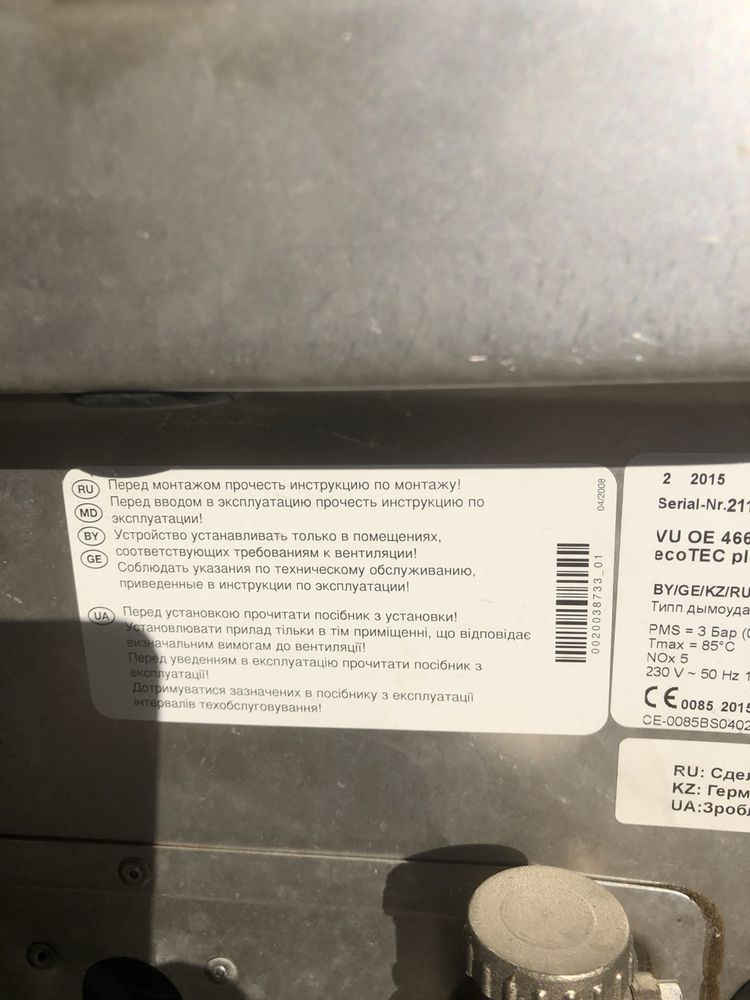 RU
MD
BY
GE
Перед монтажом прочесть инструкцию по монтажу!
Перед вводом в эксплуатацию прочесть инструкцию по
эксплуатации!
Устройство устанавливать только в помещениях,
соответствующих требованиям к вентиляции!
Соблюдать указания по техническому обслуживанию,
приведенные в инструкции по эксплуатации!
UA
Перед установкою прочитати посібник з установки!
Установлювати прилад тільки в тім приміщенні, що відповідає
визначальним вимогам до вентиляції!
Перед уведенням в експлуатацію прочитати посібник з
експлуатації!
Дотримуватися зазначених в посібнику з експлуатації
інтервалів техобслуговування!
04/2008
0020038733_01
2 2015
Serial-Nr.211
VU OE 466
ecoTEC pl
BY/GE/KZ/RU
Типп дымоуда
PMS = 3 Бар (
Tmax = 85°C
NOx 5
230 V ~ 50 Hz 1
CE 0085 2015
CE-0085BS0402
RU: Сдел
KZ: Герм
UA:Зробл